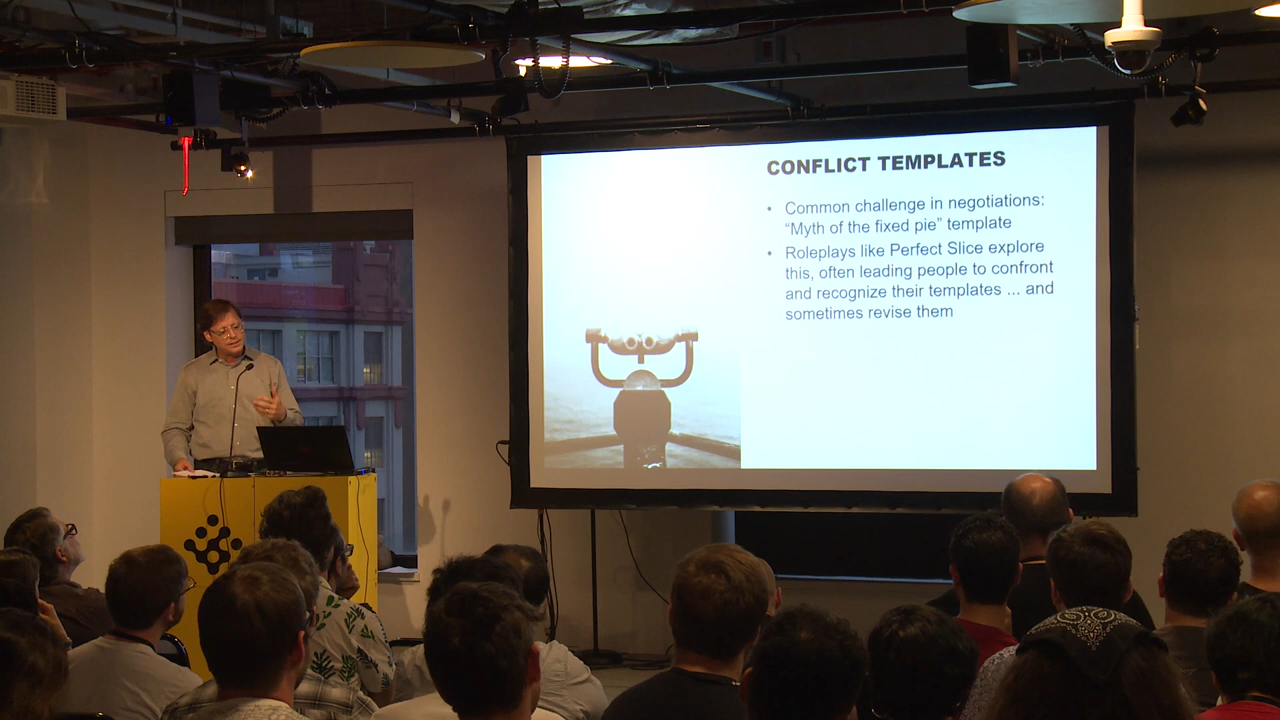 CONFLICT TEMPLATES
• Common challenge in negotiations:
“Myth of the fixed pie” template
• Roleplays like Perfect Slice explore
this, often leading people to confront
and recognize their templates ... and
sometimes revise them